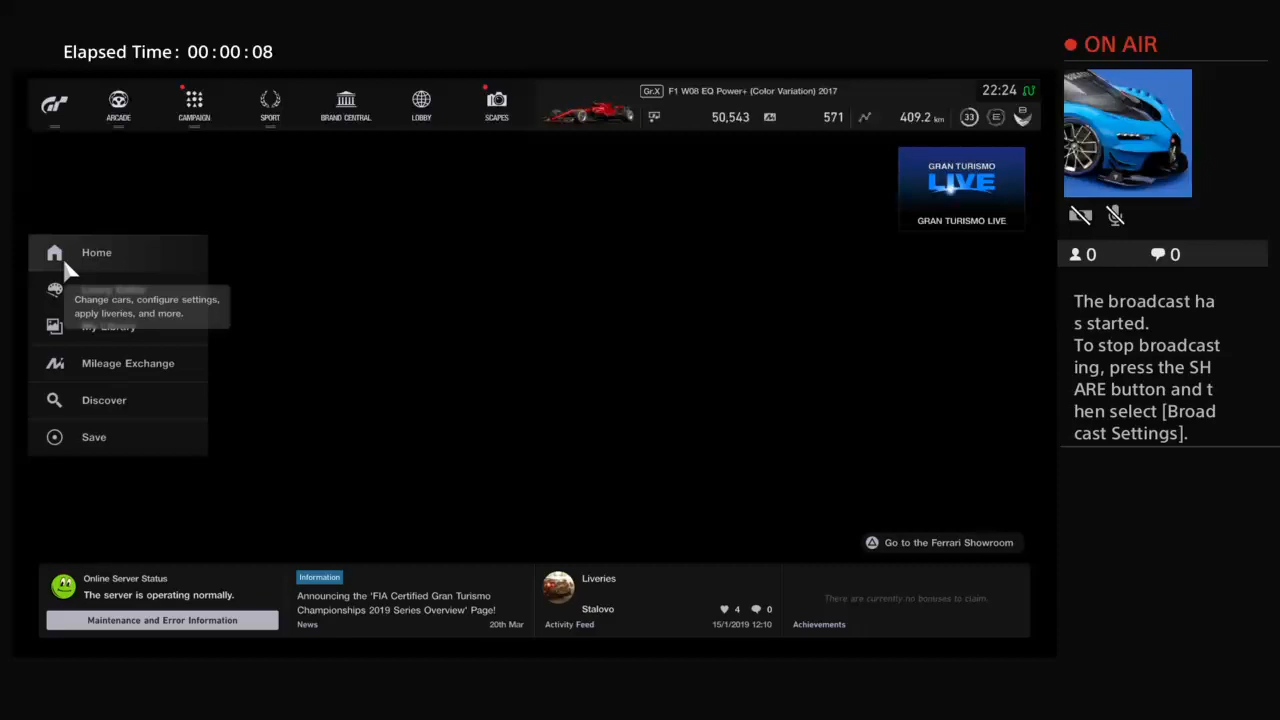 Elapsed Time: 00:00:08
ON AIR
ARCADE
CAMPAIGN
SPORT
BRAND CENTRAL
LOBBY
SCAPES
Gr.X F1 W08 EQ Power+ (Color Variation) 2017
22:24
50,543
571
409.2 km
33
E
GRAN TURISMO
LIVE
GRAN TURISMO LIVE
0
0
Home
Change cars, configure settings,
apply liveries, and more.
My Library
Mileage Exchange
Discover
Save
The broadcast ha
s started.
To stop broadcast
ing, press the SH
ARE button and t
hen select [Broad
cast Settings].
Go to the Ferrari Showroom
Online Server Status
The server is operating normally.
Maintenance and Error Information
Information
Announcing the 'FIA Certified Gran Turismo
Championships 2019 Series Overview' Page!
News
20th Mar
Liveries
Stalovo
4
0
Activity Feed
15/1/2019 12:10
There are currently no bonuses to claim.
Achievements